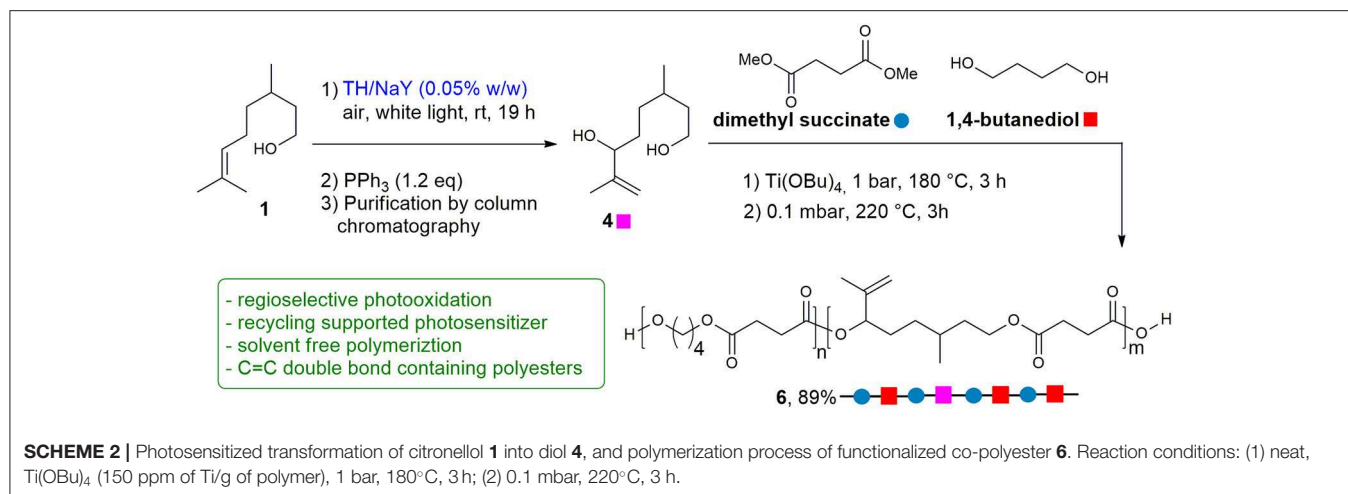 1) TH/NaY (0.05% w/w)
air, white light, rt, 19 h
2) PPh3 (1.2 eq)
3) Purification by column
chromatography
HO
1
HO
HO
4
MeO
O
O
OMe
dimethyl succinate
HO
OH
1,4-butanediol
1) Ti(OBu)4, 1 bar, 180 °C, 3 h
2) 0.1 mbar, 220 °C, 3h
- regioselective photooxidation
- recycling supported photosensitizer
- solvent free polymeriztion
- C=C double bond containing polyesters
H
O
4
O
O
O
n
O
O
O
O
m
O
H
6, 89%
SCHEME 2 | Photosensitized transformation of citronellol 1 into diol 4, and polymerization process of functionalized co-polyester 6. Reaction conditions: (1) neat,
Ti(OBu)4 (150 ppm of Ti/g of polymer), 1 bar, 180°C, 3 h; (2) 0.1 mbar, 220°C, 3 h.